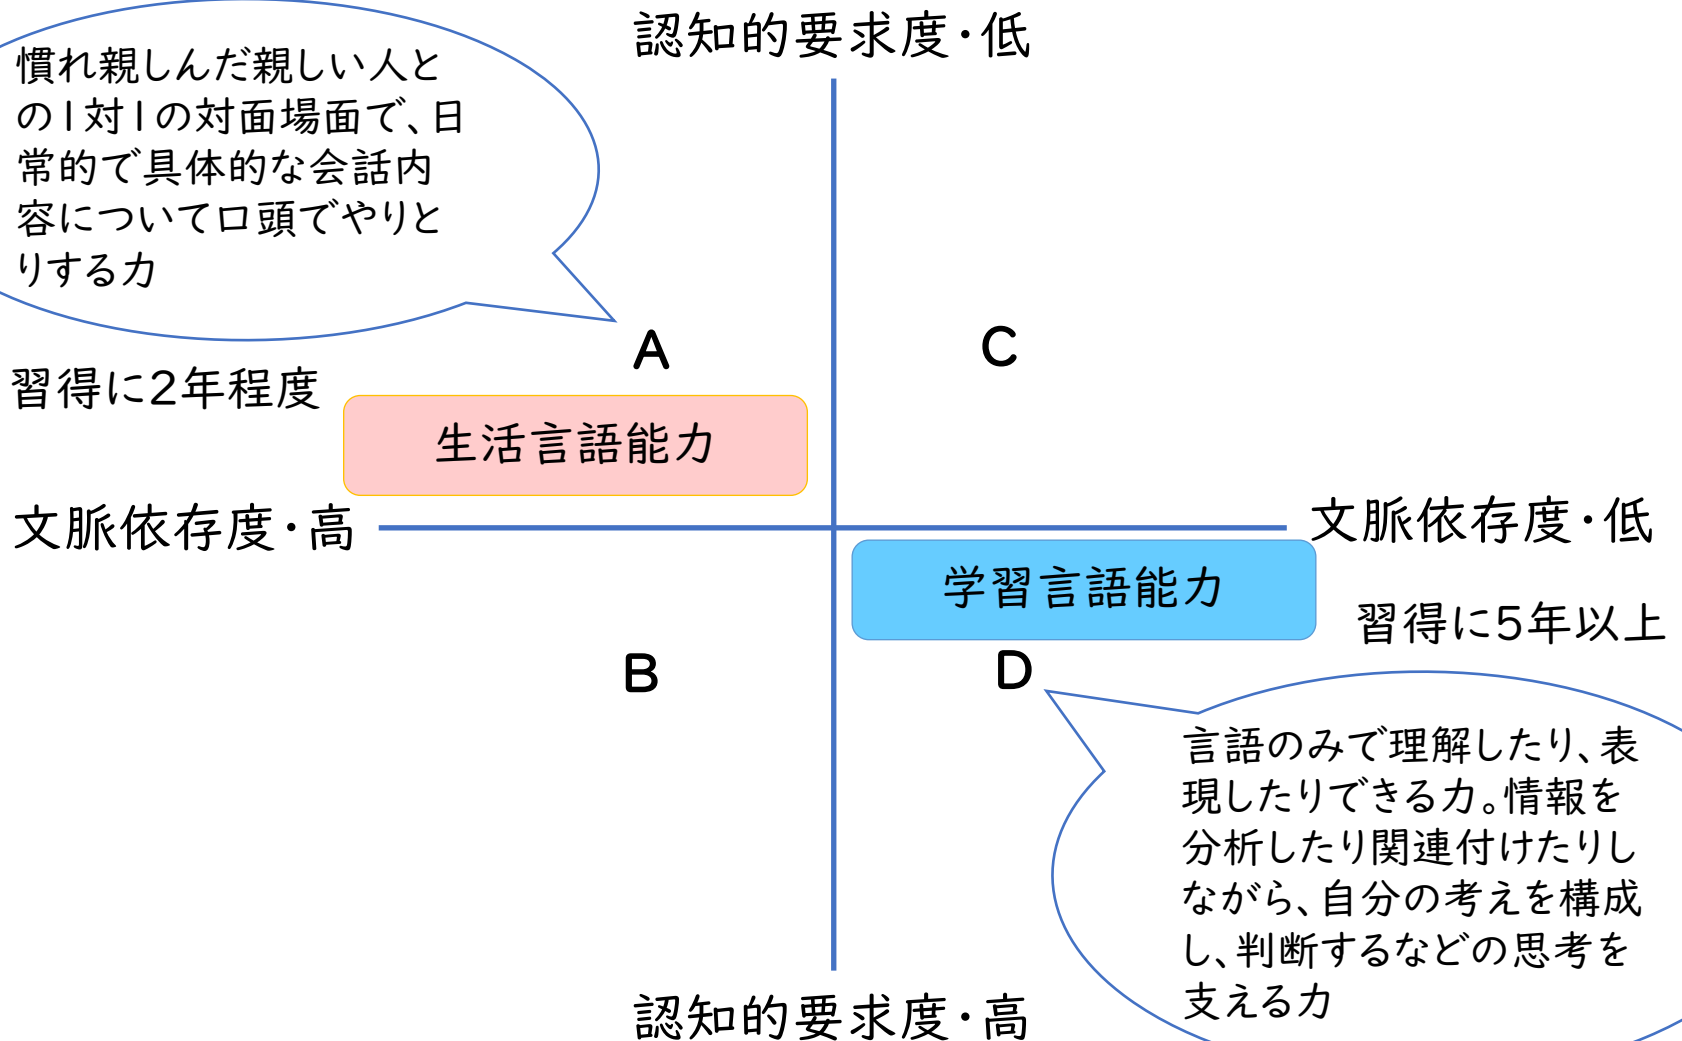 認知的要求度・低
慣れ親しんだ親しい人と
の1対1の対面場面で、日
常的で具体的な会話内
容について口頭でやりと
りする力
A
C
習得に2年程度
生活言語能力
文脈依存度・高
文脈依存度・低
学習言語能力
習得に5年以上
B
D
言語のみで理解したり、表
現したりできる力。情報を
分析したり関連付けたりし
ながら、自分の考えを構成
し、判断するなどの思考を
支える力
認知的要求度・高